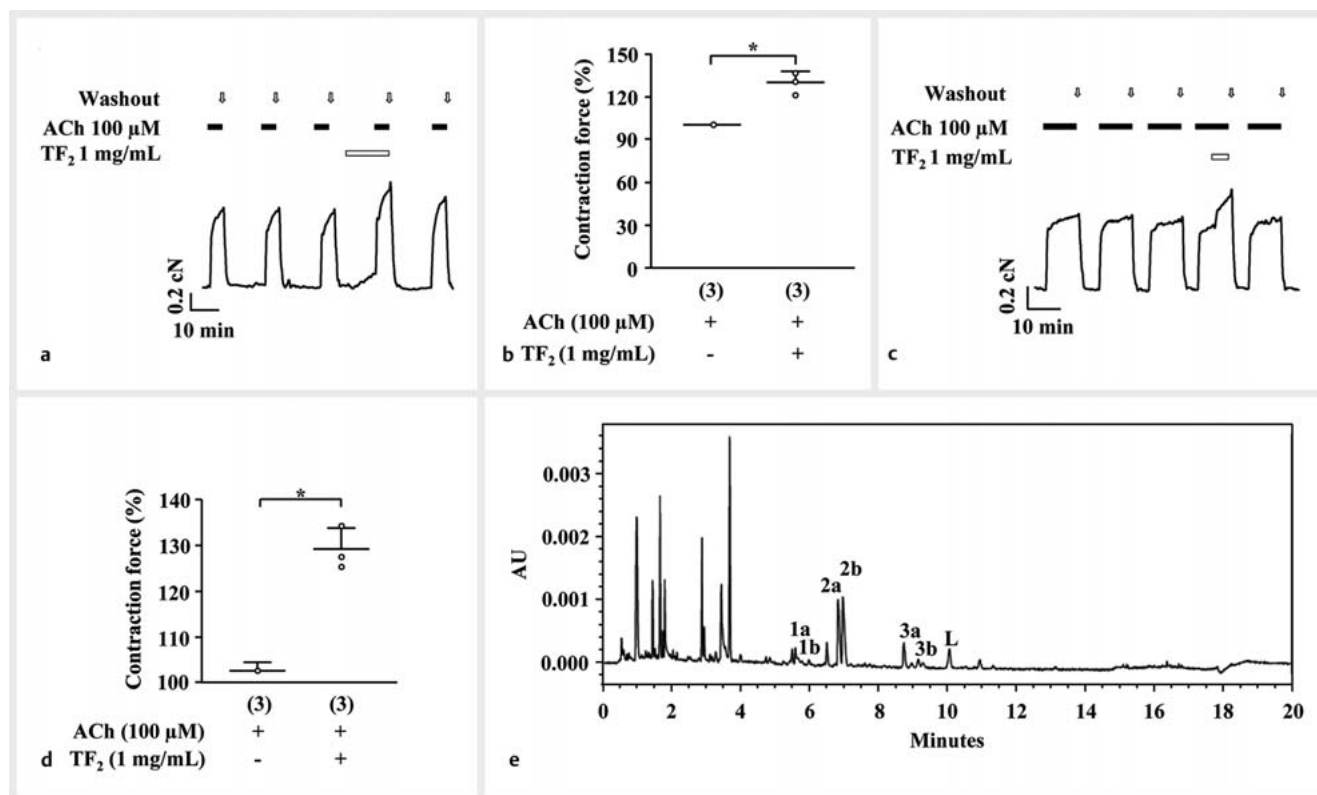 Washout
ACh 100 µM
TF2 1 mg/mL
0.2 cN
10 min
a
Contraction force (%)
150
120
90
60
30
0
*
(3) (3)
ACh (100 µM) + +
b TF2 (1 mg/mL) - +
Washout
ACh 100 µM
TF2 1 mg/mL
0.2 cN
10 min
c
Contraction force (%)
140
130
120
110
100
*
(3) (3)
ACh (100 µM) + +
d TF2 (1 mg/mL) - +
AU
0.003
0.002
0.001
0.000
1a
1b
2a
2b
3a
3b
L
0 2 4 6 8 10 12 14 16 18 20
Minutes
e